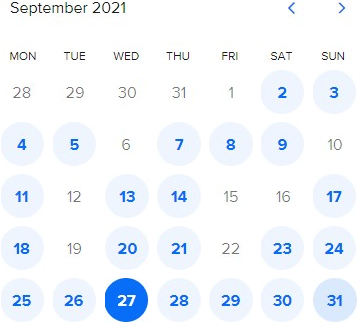 September 2021
MON TUE WED THU FRI SAT SUN
28 29 30 31 1 2 3
4 5 6 7 8 9 10
11 12 13 14 15 16 17
18 19 20 21 22 23 24
25 26 27 28 29 30 31